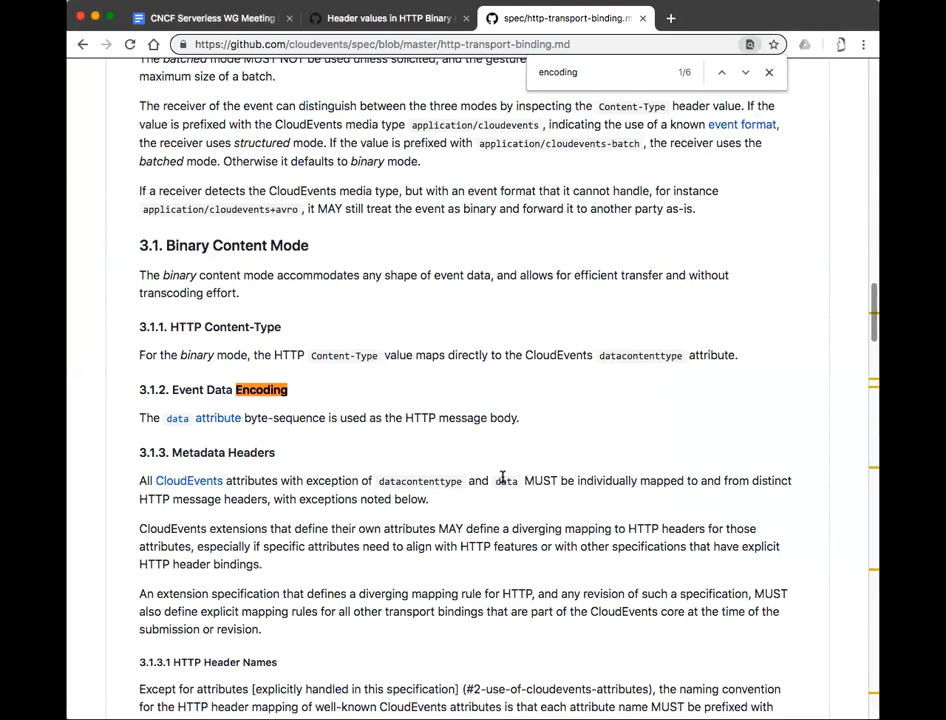 CNCF Serverless WG Meeting
Header values in HTTP Binary
spec/http-transport-binding.m
https://github.com/cloudevents/spec/blob/master/http-transport-binding.md
encoding 1/6
The batched mode MUST NOT be used unless solicited, and the gesture
maximum size of a batch.
The receiver of the event can distinguish between the three modes by inspecting the Content-Type header value. If the
value is prefixed with the CloudEvents media type application/cloudevents, indicating the use of a known event format,
the receiver uses structured mode. If the value is prefixed with application/cloudevents-batch, the receiver uses the
batched mode. Otherwise it defaults to binary mode.
If a receiver detects the CloudEvents media type, but with an event format that it cannot handle, for instance
application/cloudevents+avro, it MAY still treat the event as binary and forward it to another party as-is.
3.1. Binary Content Mode
The binary content mode accommodates any shape of event data, and allows for efficient transfer and without
transcoding effort.
3.1.1. HTTP Content-Type
For the binary mode, the HTTP Content-Type value maps directly to the CloudEvents datacontenttype attribute.
3.1.2. Event Data Encoding
The data attribute byte-sequence is used as the HTTP message body.
3.1.3. Metadata Headers
All CloudEvents attributes with exception of datacontenttype and data MUST be individually mapped to and from distinct
HTTP message headers, with exceptions noted below.
CloudEvents extensions that define their own attributes MAY define a diverging mapping to HTTP headers for those
attributes, especially if specific attributes need to align with HTTP features or with other specifications that have explicit
HTTP header bindings.
An extension specification that defines a diverging mapping rule for HTTP, and any revision of such a specification, MUST
also define explicit mapping rules for all other transport bindings that are part of the CloudEvents core at the time of the
submission or revision.
3.1.3.1 HTTP Header Names
Except for attributes [explicitly handled in this specification] (#2-use-of-cloudevents-attributes), the naming convention
for the HTTP header mapping of well-known CloudEvents attributes is that each attribute name MUST be prefixed with